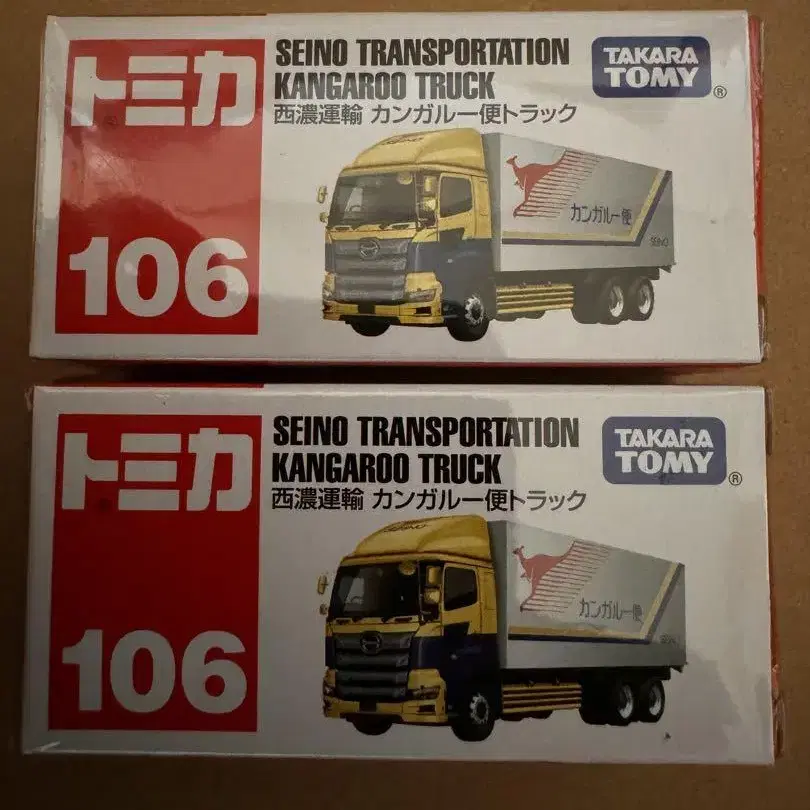 トミカ
106
SEINO TRANSPORTATION
KANGAROO TRUCK
西濃運輸 カンガルー便トラック
TAKARA
TOMY
®
カンガルー便
SEINO
トミカ
106
SEINO TRANSPORTATION
KANGAROO TRUCK
西濃運輸 カンガルー便トラック
TAKARA
TOMY
®
SEINO
カンガルー便
SEINO